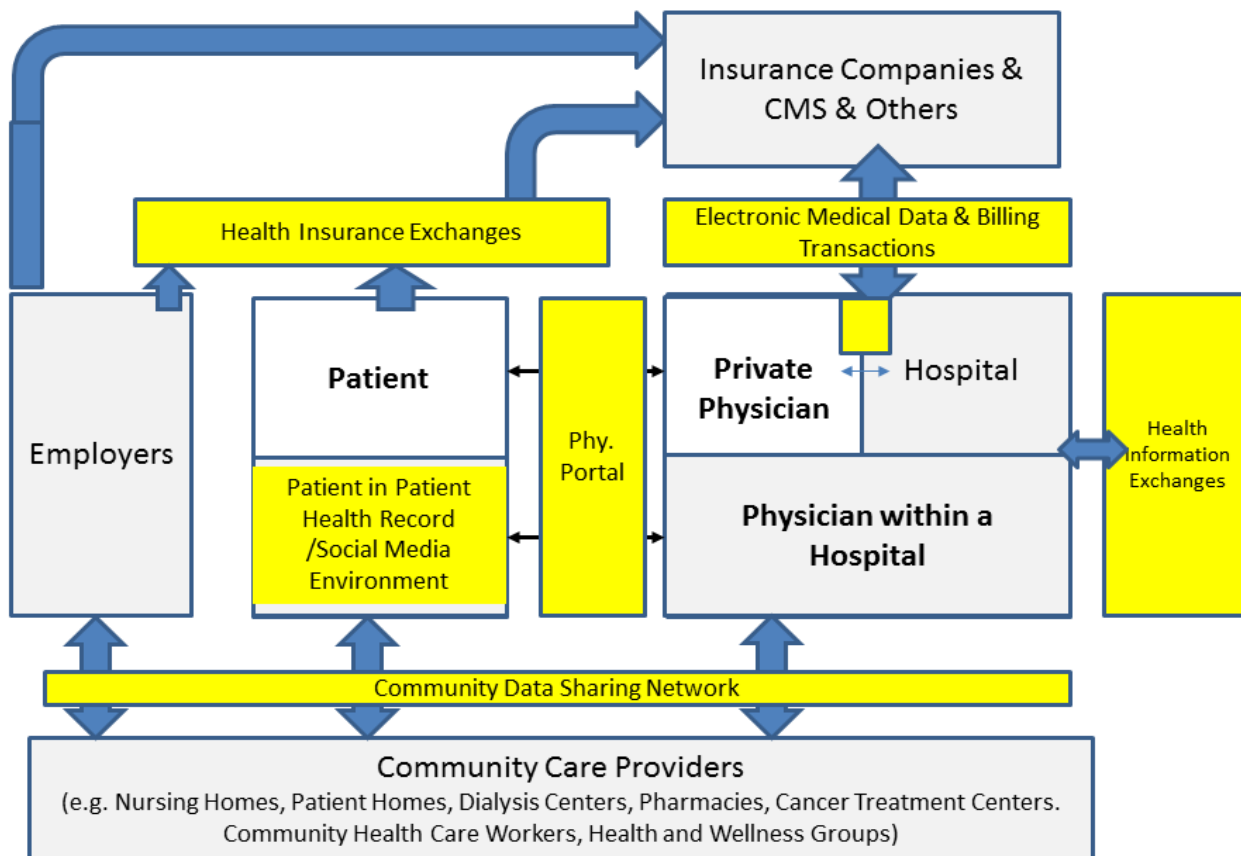 Insurance Companies &
CMS & Others
Health Insurance Exchanges
Electronic Medical Data & Billing
Transactions
Employers
Patient
Patient in Patient
Health Record
/Social Media
Environment
Phy.
Portal
Private
Physician
Hospital
Physician within a
Hospital
Health
Information
Exchanges
Community Data Sharing Network
Community Care Providers
(e.g. Nursing Homes, Patient Homes, Dialysis Centers, Pharmacies, Cancer Treatment Centers.
Community Health Care Workers, Health and Wellness Groups)